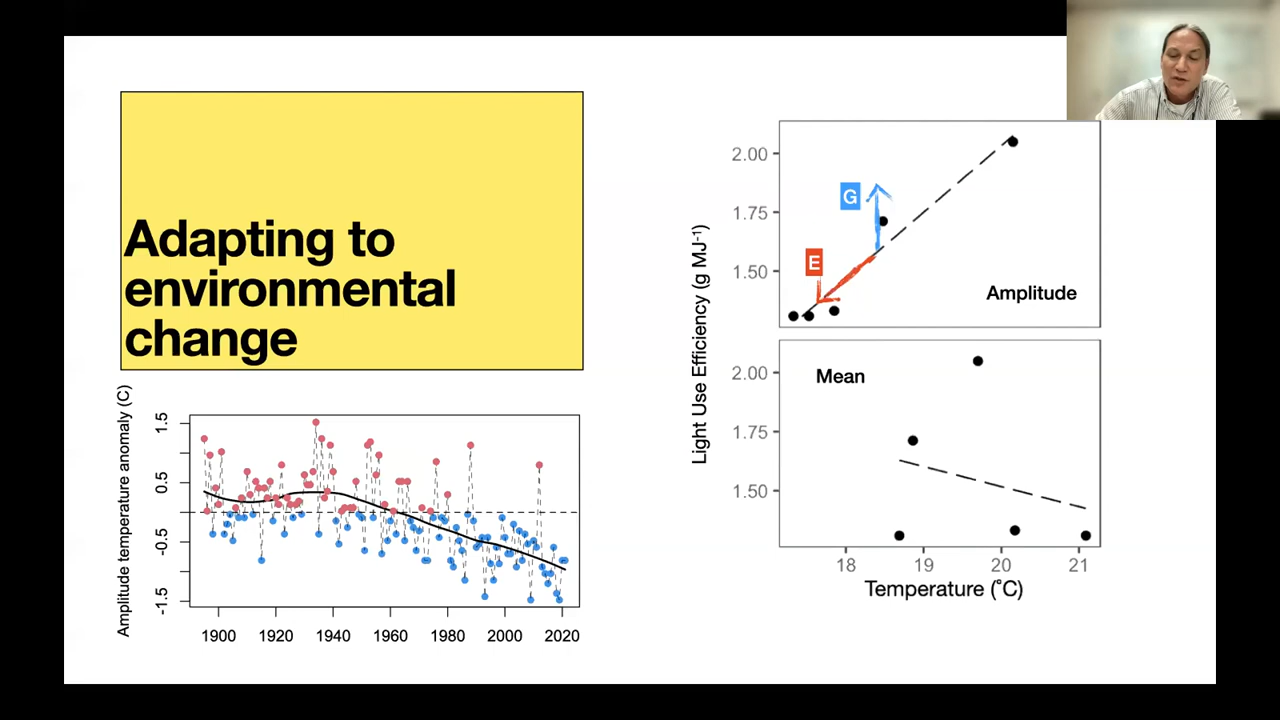 Adapting to
environmental
change
Amplitude temperature anomaly (C)
1.5
0.5
-0.5
-1.5
1900 1920 1940 1960 1980 2000 2020
Light Use Efficiency (g MJ-1)
2.00
1.75
1.50
G
E
Amplitude
2.00
1.75
1.50
Mean
18 19 20 21
Temperature (˚C)